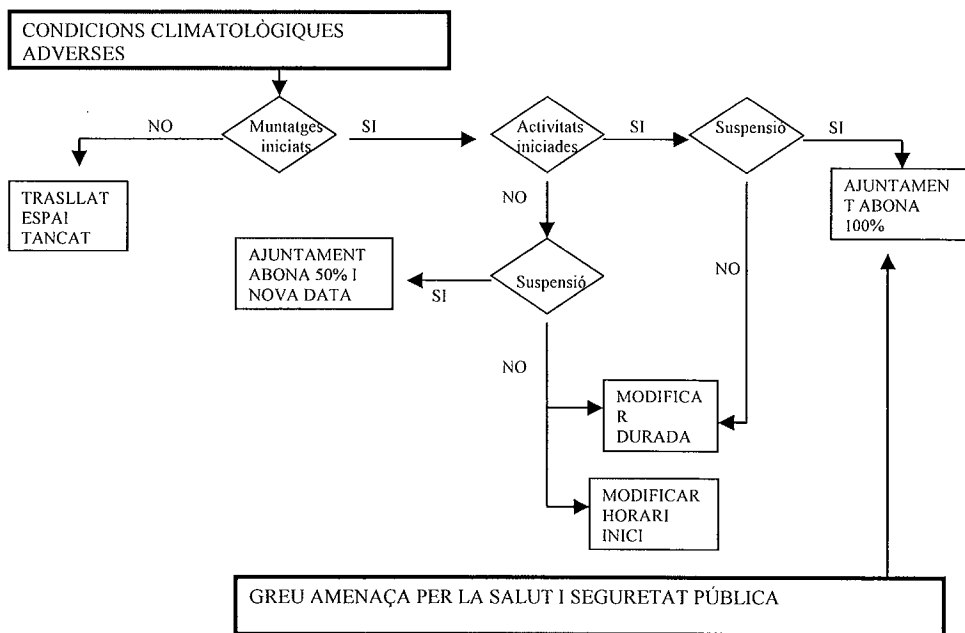 CONDICIONS CLIMATOLÒGIQUES
ADVERSES
NO
Muntatges
iniciats
SI
Activitats
iniciades
SI
Suspensió
SI
TRASLLAT
ESPAI
TANCAT
NO
AJUNTAMEN
T ABONA
100%
AJUNTAMENT
ABONA 50% I
NOVA DATA
SI
Suspensió
NO
NO
MODIFICA
R
DURADA
MODIFICAR
HORARI
INICI
GREU AMENAÇA PER LA SALUT I SEGURETAT PÚBLICA